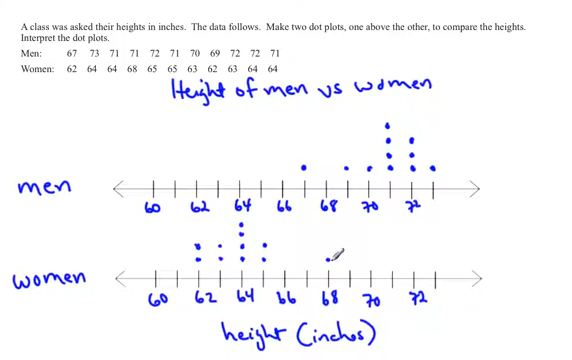 A class was asked their heights in inches. The data follows. Make two dot plots, one above the other, to compare the heights.
Interpret the dot plots.
Men: 67 73 71 71 72 71 70 69 72 72 71
Women: 62 64 64 68 65 65 63 62 63 64 64
Height of men vs women
men
60 62 64 66 68 70 72
women
60 62 64 66 68 70 72
height (inches)